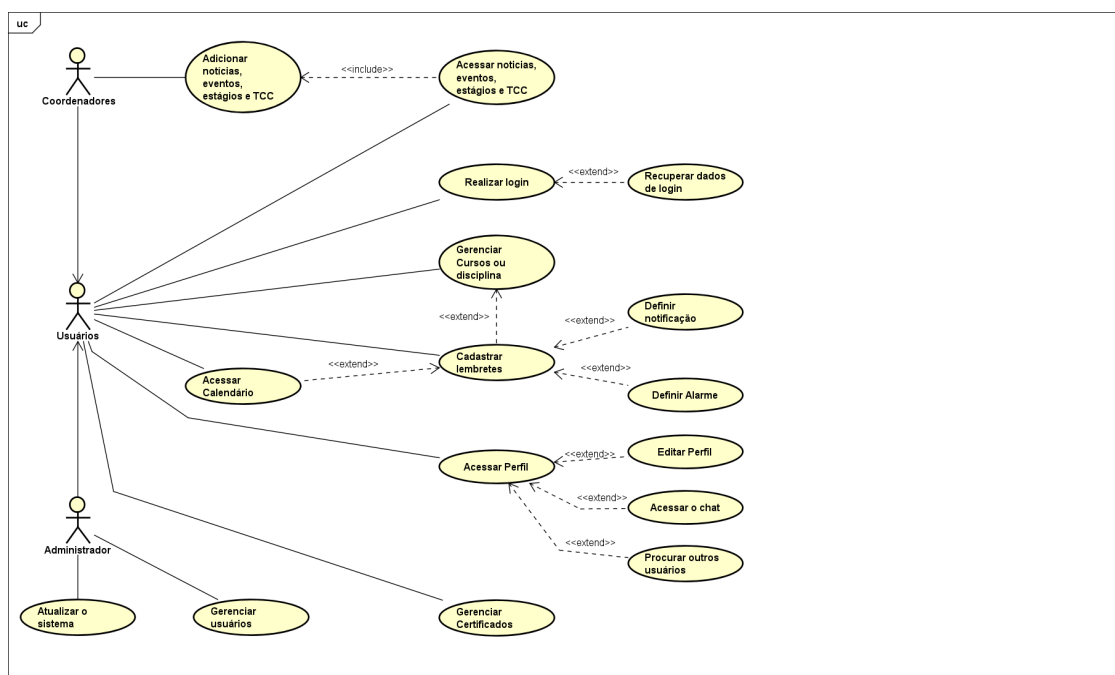 uc
Coordenadores
Adicionar
notícias,
eventos,
estágios e TCC
<<include>>
Acessar noticias,
eventos,
estágios e TCC
Realizar login
<<extend>>
Recuperar dados
de login
Gerenciar
Cursos ou
disciplina
<<extend>>
Usuários
Definir
notificação
<<extend>>
Cadastrar
lembretes
<<extend>>
Acessar
Calendário
<<extend>>
Definir Alarme
Acessar Perfil
<<extend>>
Editar Perfil
<<extend>>
Acessar o chat
<<extend>>
Procurar outros
usuários
Administrador
Atualizar o
sistema
Gerenciar
usuários
Gerenciar
Certificados